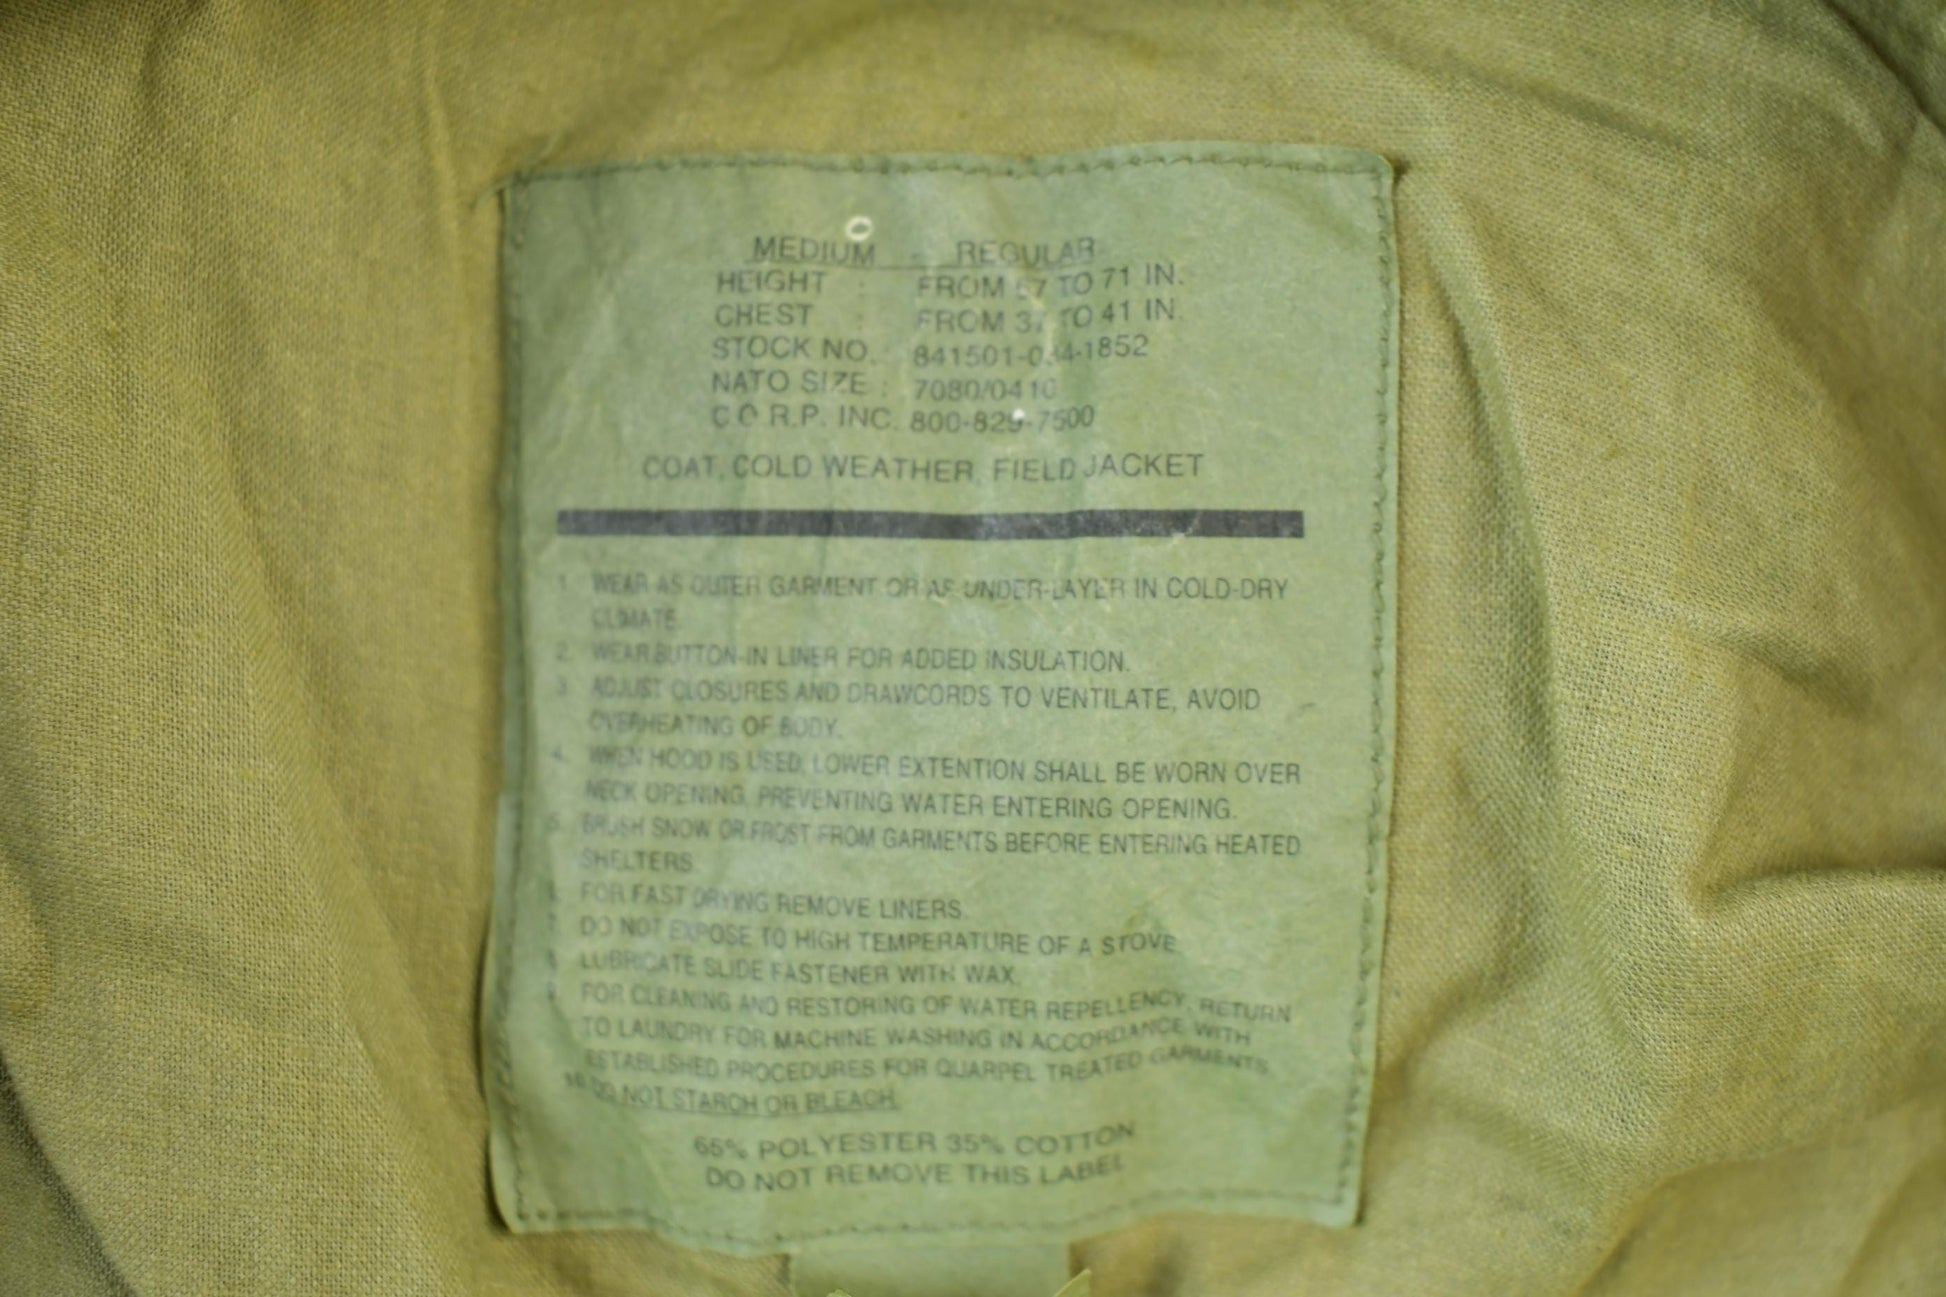 MEDIUM - REGULAR
HEIGHT : FROM 67 TO 71 IN.
CHEST : FROM 37 TO 41 IN.
STOCK NO. 841501-0 4-1852
NATO SIZE : 7080/0410
C.O.R.P. INC. 800-829-7500
COAT, COLD WEATHER, FIELD JACKET
1. WEAR AS OUTER GARMENT OR AS UNDER-LAYER IN COLD-DRY
CLIMATE.
2. WEAR BUTTON-IN LINER FOR ADDED INSULATION.
3. ADJUST CLOSURES AND DRAWCORDS TO VENTILATE, AVOID
OVERHEATING OF BODY.
4. WHEN HOOD IS USED, LOWER EXTENTION SHALL BE WORN OVER
NECK OPENING, PREVENTING WATER ENTERING OPENING.
5. BRUSH SNOW OR FROST FROM GARMENTS BEFORE ENTERING HEATED
SHELTERS.
6. FOR FAST DRYING REMOVE LINERS.
7. DO NOT EXPOSE TO HIGH TEMPERATURE OF A STOVE.
8. LUBRICATE SLIDE FASTENER WITH WAX.
9. FOR CLEANING AND RESTORING OF WATER REPELLENCY, RETURN
TO LAUNDRY FOR MACHINE WASHING IN ACCORDANCE WITH
ESTABLISHED PROCEDURES FOR QUARPEL TREATED GARMENTS.
10. DO NOT STARCH OR BLEACH.
65% POLYESTER 35% COTTON
DO NOT REMOVE THIS LABEL